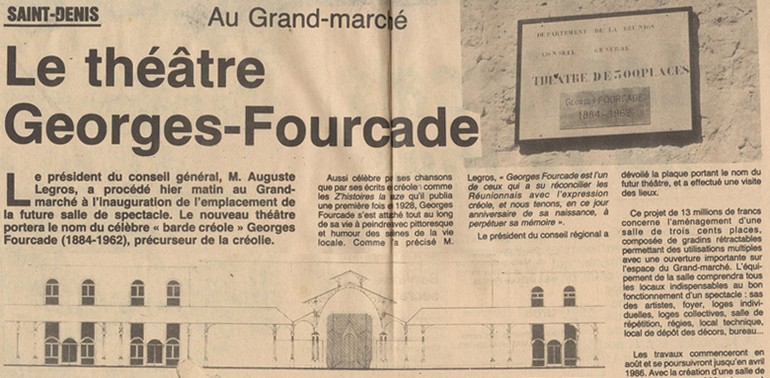 SAINT-DENIS
Au Grand-marché
Le théâtre
Georges-Fourcade
DEPARTEMENT DE LA REUNION
CONSEIL GENERAL
THEATRE DE 300 PLACES
Georges FOURCADE
1884-1962
Le président du conseil général, M. Auguste
Legros, a procédé hier matin au Grand-
marché à l'inauguration de l'emplacement de
la future salle de spectacle. Le nouveau théâtre
portera le nom du célèbre « barde créole » Georges
Fourcade (1884-1962), précurseur de la créolie.
Aussi célèbre par ses chansons
que par ses écrits en créole : comme
les Z'histoires la
qu'il publia
une première fois en 1928, Georges
Fourcade s'est attaché tout au long
de sa vie à peindre avec pittoresque
et humour des scènes de la vie
locale. Comme l'a précisé M.
Legros, « Georges Fourcade est l'un
de ceux qui a su réconcilier les
Réunionnais avec l'expression
créole, et nous tenons, en ce jour
anniversaire de sa naissance, à
perpétuer sa mémoire ».
Le président du conseil régional a
dévoilé la plaque portant le nom du
futur théâtre, et a effectué une visite
des lieux.
Ce projet de 13 millions de francs
concerne l'aménagement d'une
salle de trois cents places,
composée de gradins rétractables
permettant des utilisations multiples
avec une ouverture importante sur
l'espace du Grand-marché. L'équi-
pement de la salle comprendra tous
les locaux indispensables au bon
fonctionnement d'un spectacle : sas
des artistes, foyer, loges indivi-
duelles, loges collectives, salle de
répétition, régies, local technique,
local de dépôt des décors, bureau...
Les travaux commenceront en
août et se poursuivront jusqu'en avril
1986. Avec la création d'une salle de